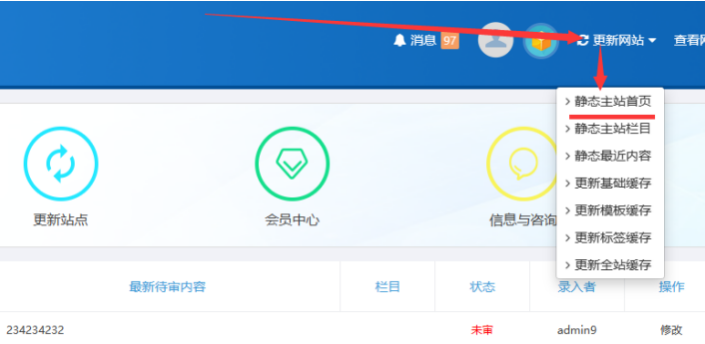 消息 97 更新网站 查看
静态主站首页
静态主站栏目
静态最近内容
更新基础缓存
更新模板缓存
更新标签缓存
更新全站缓存
更新站点 会员中心 信息与咨询
最新待审内容 栏目 状态 录入者 操作
234234232 未审 admin9 修改